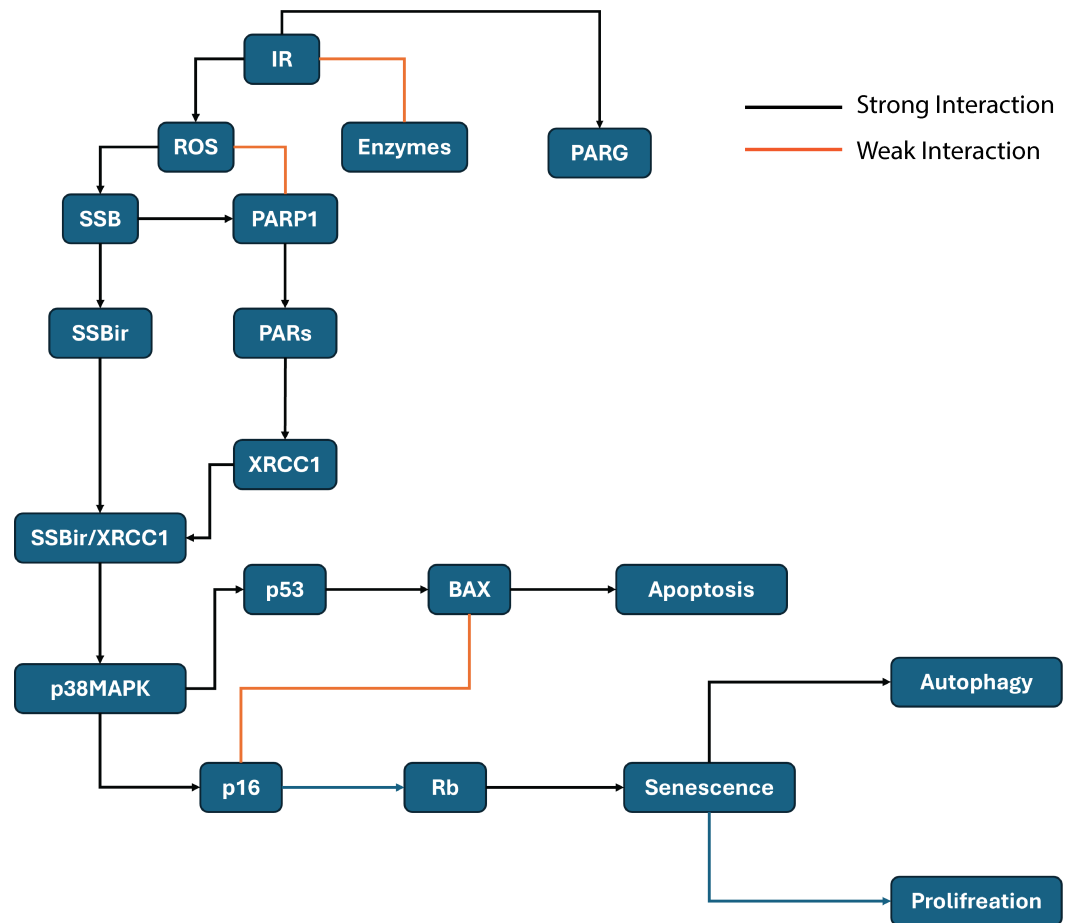 IR
Strong Interaction
ROS
Enzymes
PARG
Weak Interaction
SSB
PARP1
SSBir
PARs
XRCC1
SSBir/XRCC1
p53
BAX
Apoptosis
p38MAPK
Autophagy
p16
Rb
Senescence
Prolifreation